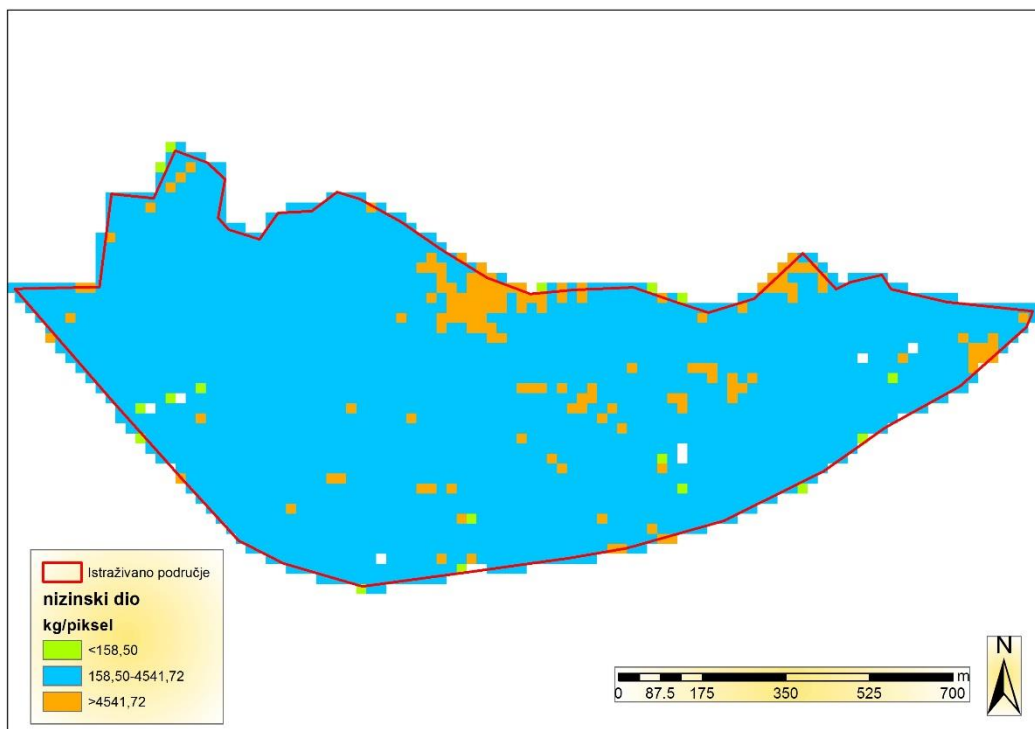 Istraživano područje
nizinski dio
kg/piksel
<158,50
158,50-4541,72
>4541,72
N
m
0 87.5 175 350 525 700